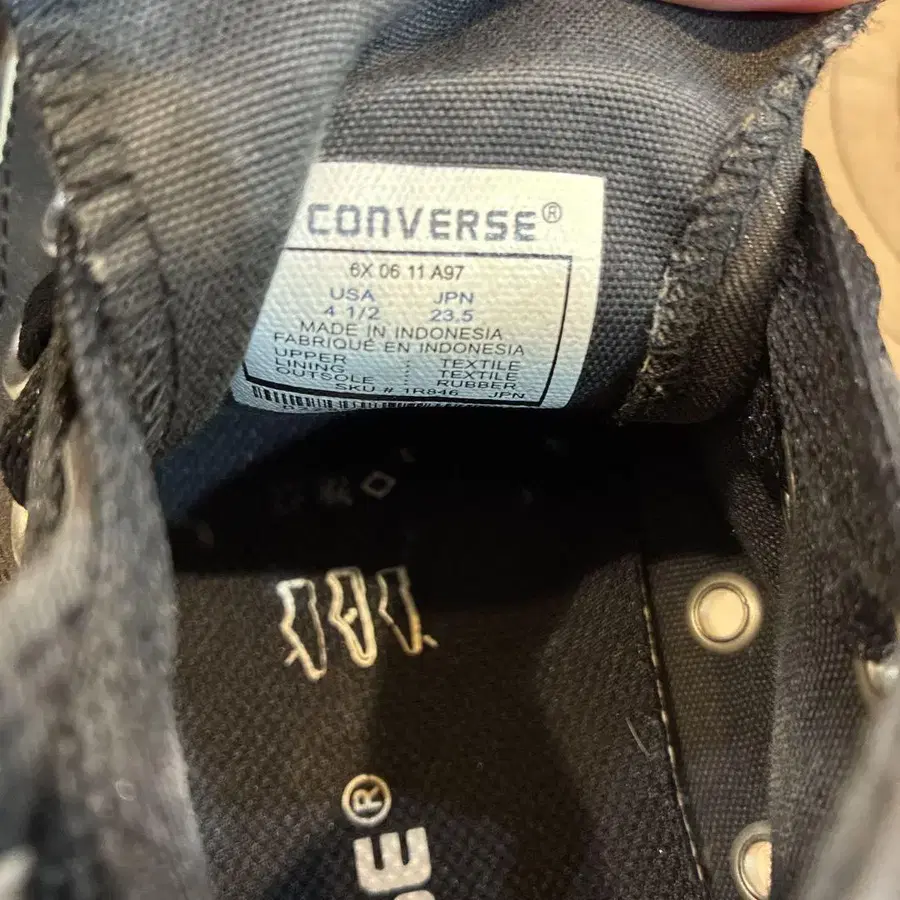 CONVERSE®
6X 06 11 A97
USA JPN
4 1/2 23.5
MADE IN INDONESIA
FABRIQUÉ EN INDONESIA
UPPER : TEXTILE
LINING : TEXTILE
OUTSOLE : RUBBER
SKU # 1R846 JPN
®